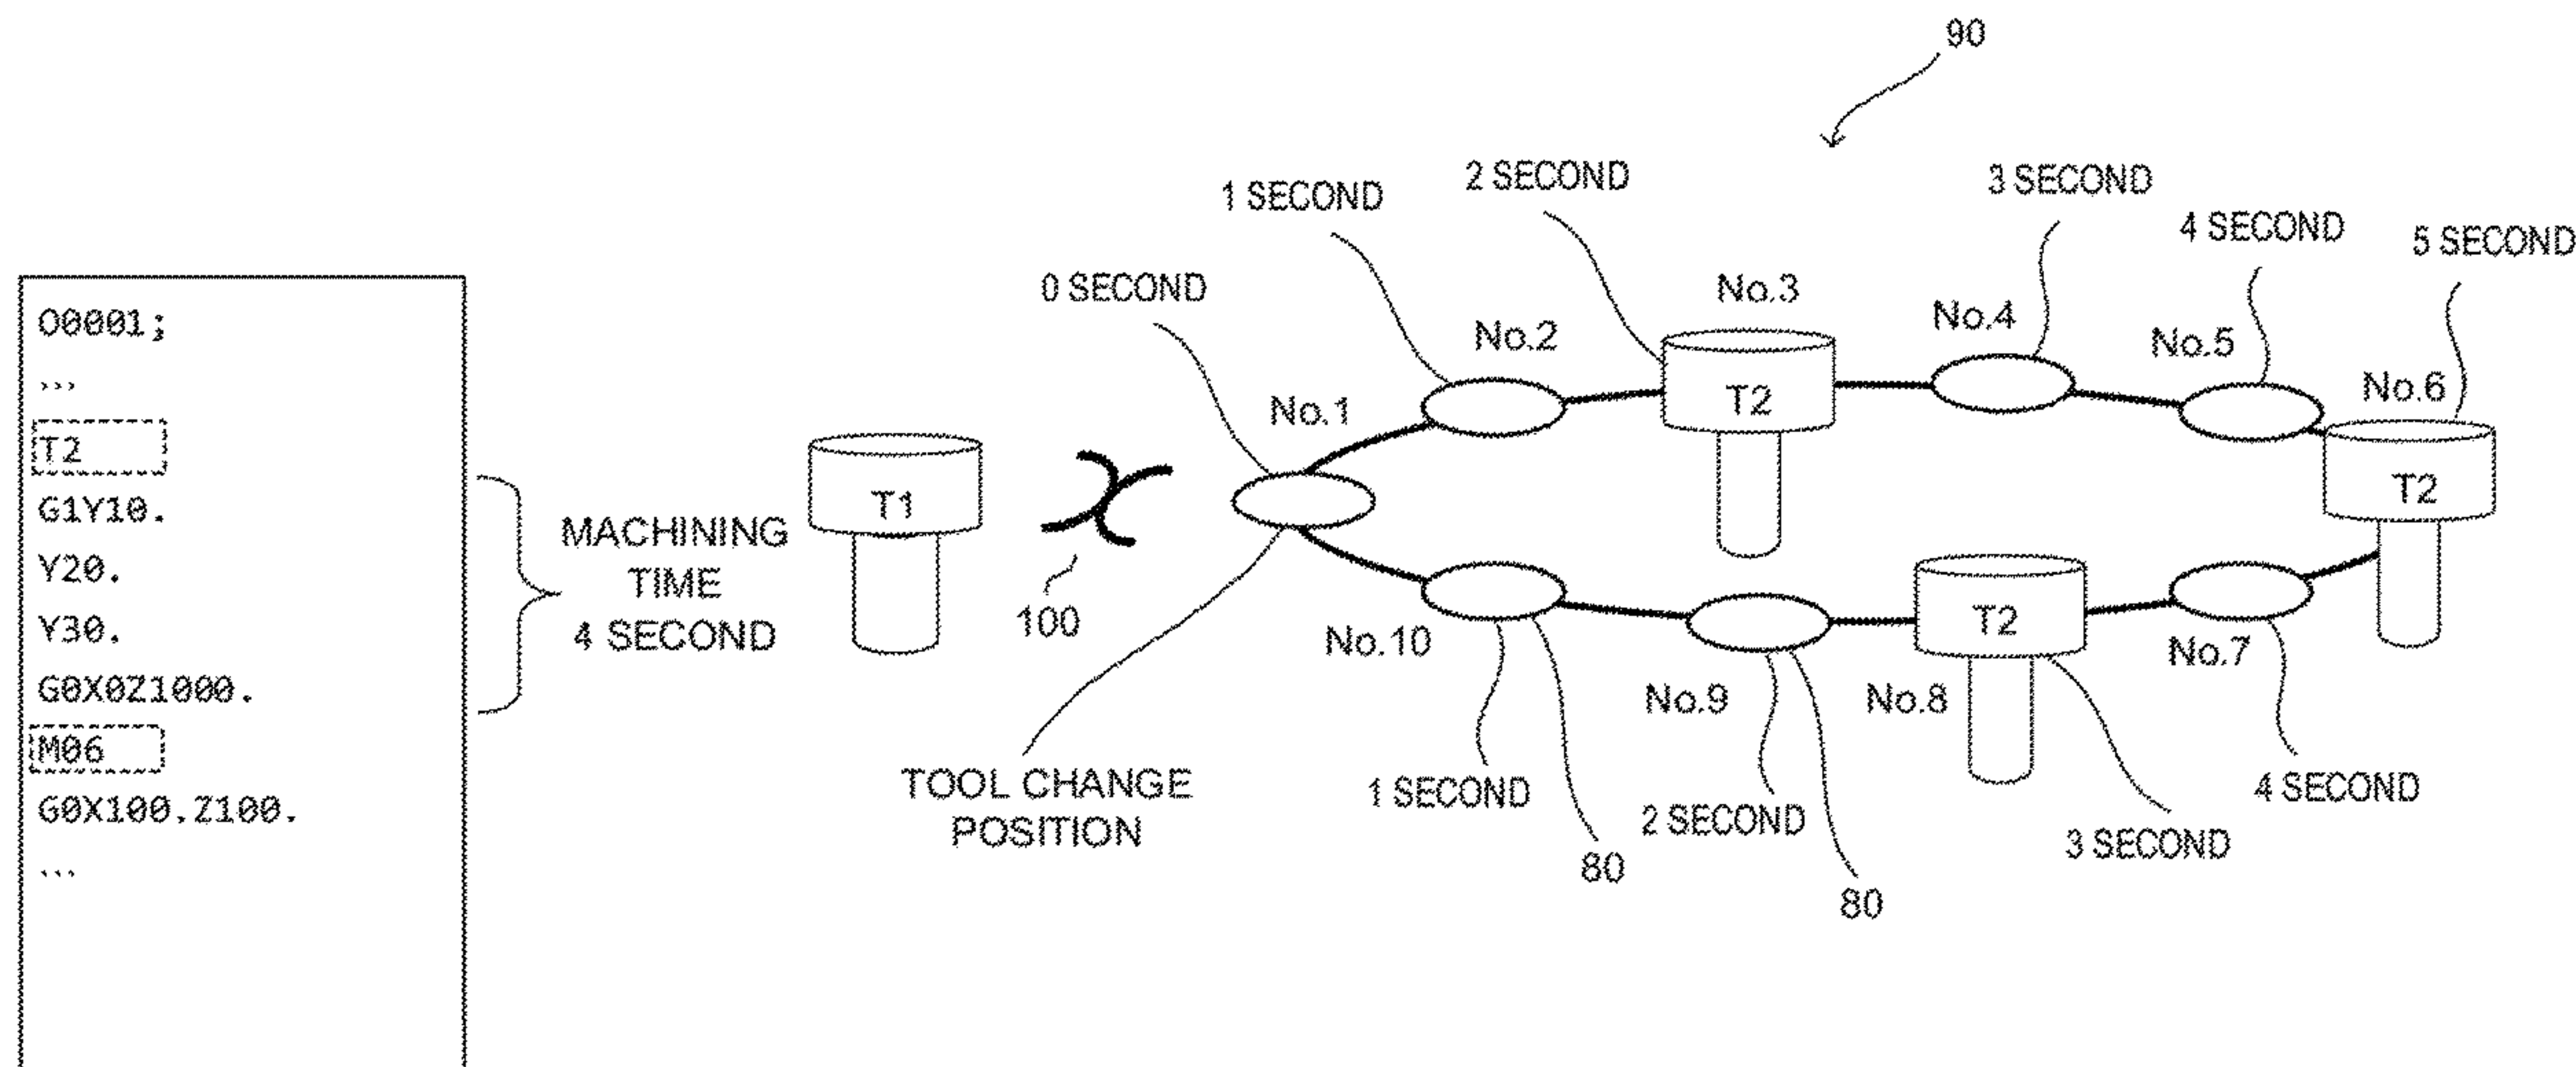 90
1 SECOND
2 SECOND
3 SECOND
4 SECOND
5 SECOND
0 SECOND
No.1
No.2
No.3
No.4
No.5
No.6
O0001;
...
T2
G1Y10.
Y20.
Y30.
G0X0Z1000.
M06
G0X100.Z100.
...
MACHINING
TIME
4 SECOND
T1
100
T2
T2
T2
No.10
No.9
No.8
No.7
TOOL CHANGE
POSITION
1 SECOND
2 SECOND
3 SECOND
4 SECOND
80
80